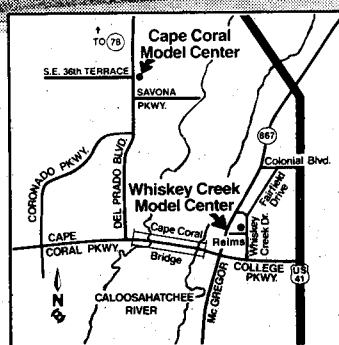 TO 78
Cape Coral
Model Center
S.E. 36th TERRACE
SAVONA
PKWY.
CORONADO PKWY.
DEL PRADO BLVD.
867
Colonial Blvd.
Fairfield
Drive
Whiskey Creek
Model Center
Reims
Whiskey
Creek Dr.
Cape Coral
Bridge
CAPE
CORAL PKWY.
COLLEGE
PKWY.
US
41
N
CALOOSAHATCHEE
RIVER
McGREGOR